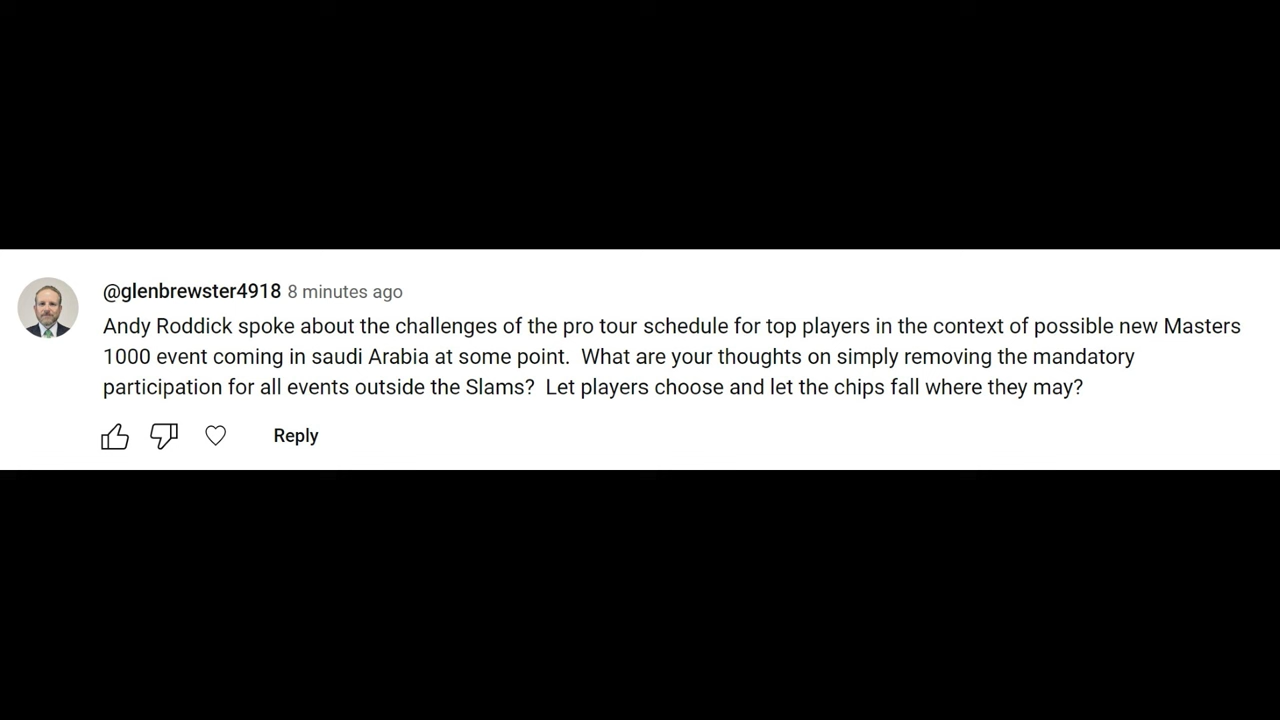 @glenbrewster4918 8 minutes ago
Andy Roddick spoke about the challenges of the pro tour schedule for top players in the context of possible new Masters
1000 event coming in saudi Arabia at some point.  What are your thoughts on simply removing the mandatory
participation for all events outside the Slams?  Let players choose and let the chips fall where they may?
Reply